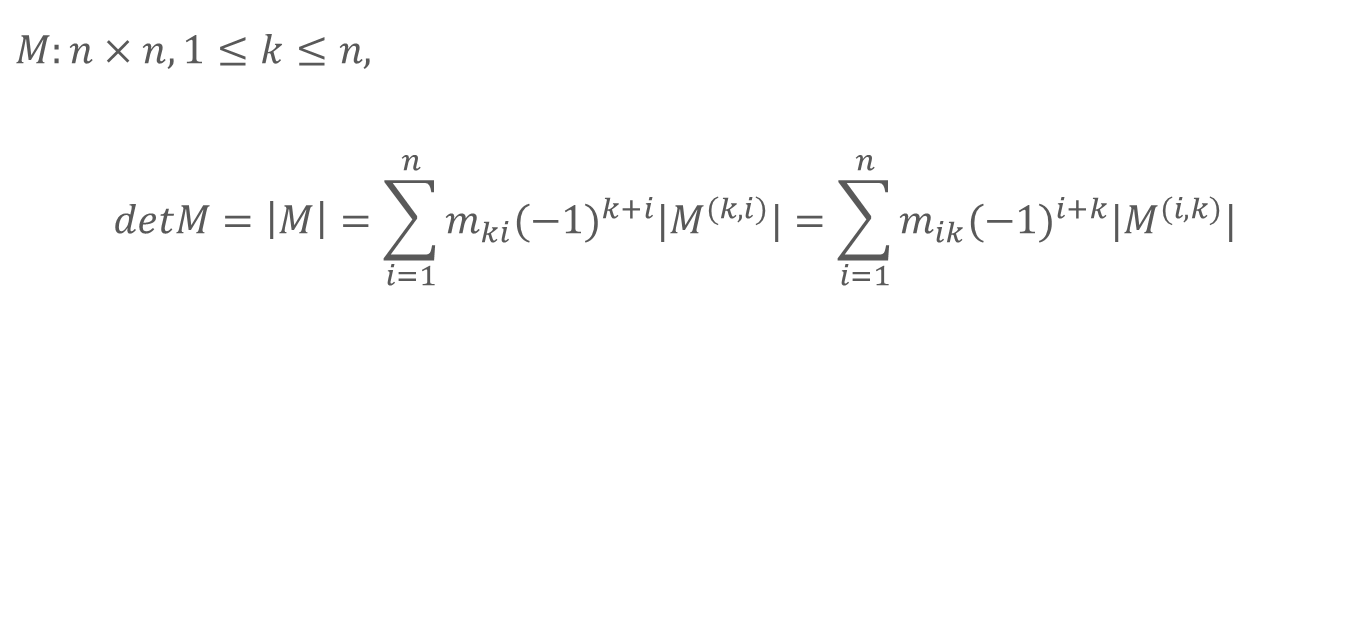 M: n × n, 1 ≤ k ≤ n,
detM = |M| = ∑_{i=1}^{n} m_{ki}(−1)^{k+i}|M^{(k,i)}| = ∑_{i=1}^{n} m_{ik}(−1)^{i+k}|M^{(i,k)}|